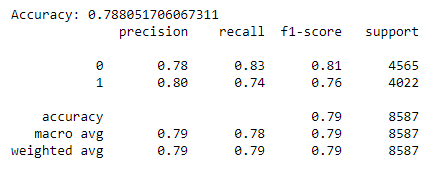 Accuracy: 0.788051706067311
precision recall f1-score support
0 0.78 0.83 0.81 4565
1 0.80 0.74 0.76 4022
accuracy 0.79 8587
macro avg 0.79 0.78 0.79 8587
weighted avg 0.79 0.79 0.79 8587